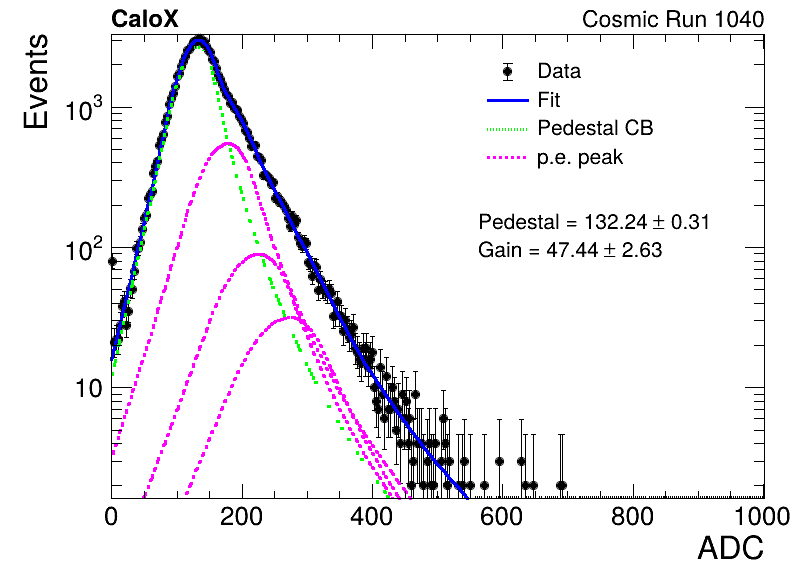 CaloX Cosmic Run 1040
Events
Data
Fit
Pedestal CB
p.e. peak
Pedestal = 132.24 ± 0.31
Gain = 47.44 ± 2.63
10³
10²
10
0 200 400 600 800 1000
ADC